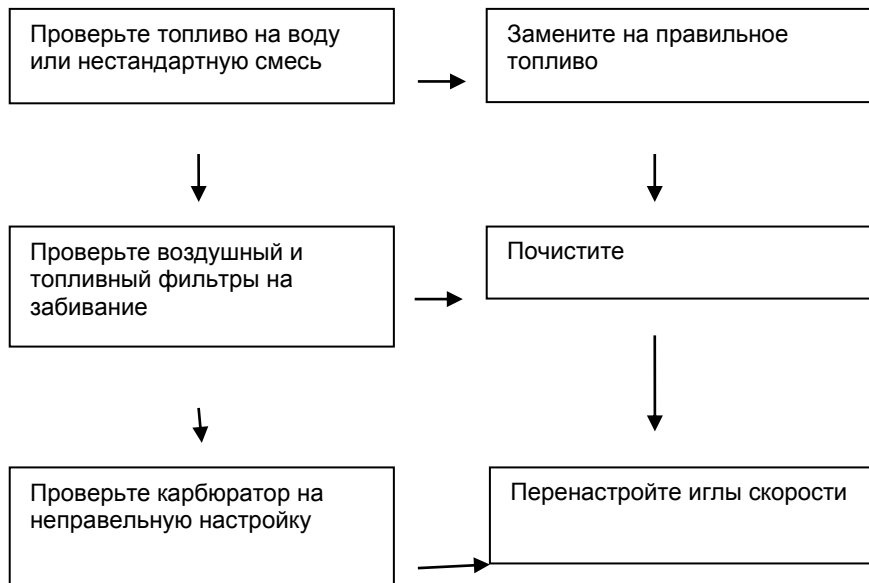 Проверьте топливо на воду
или нестандартную смесь
Замените на правильное
топливо
Проверьте воздушный и
топливный фильтры на
забивание
Почистите
Проверьте карбюратор на
неправельную настройку
Перенастройте иглы скорости